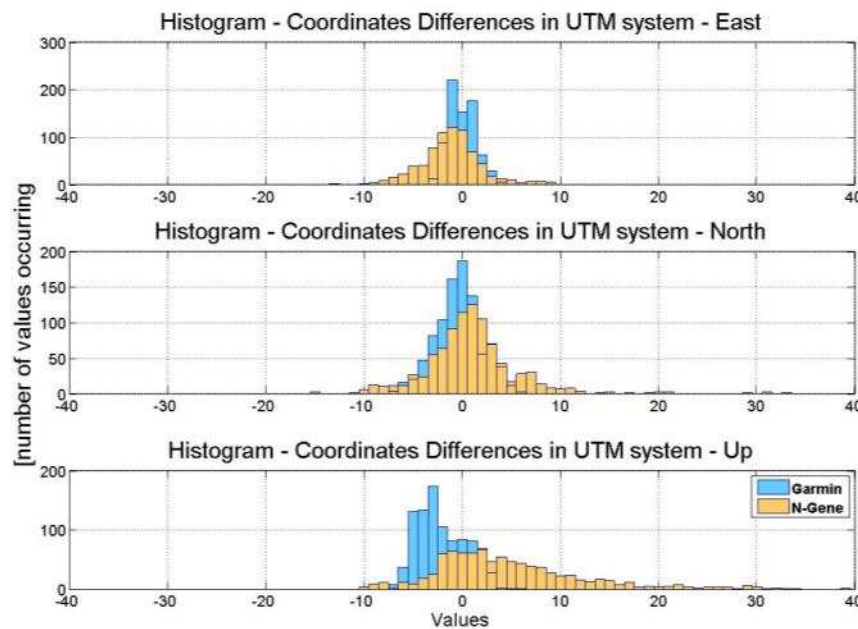 Histogram - Coordinates Differences in UTM system - East
300
200
100
0
-40 -30 -20 -10 0 10 20 30 40
Histogram - Coordinates Differences in UTM system - North
200
150
100
50
0
-40 -30 -20 -10 0 10 20 30 40
[number of values occurring
Histogram - Coordinates Differences in UTM system - Up
200
100
0
Garmin
N-Gene
-40 -30 -20 -10 0 10 20 30 40
Values